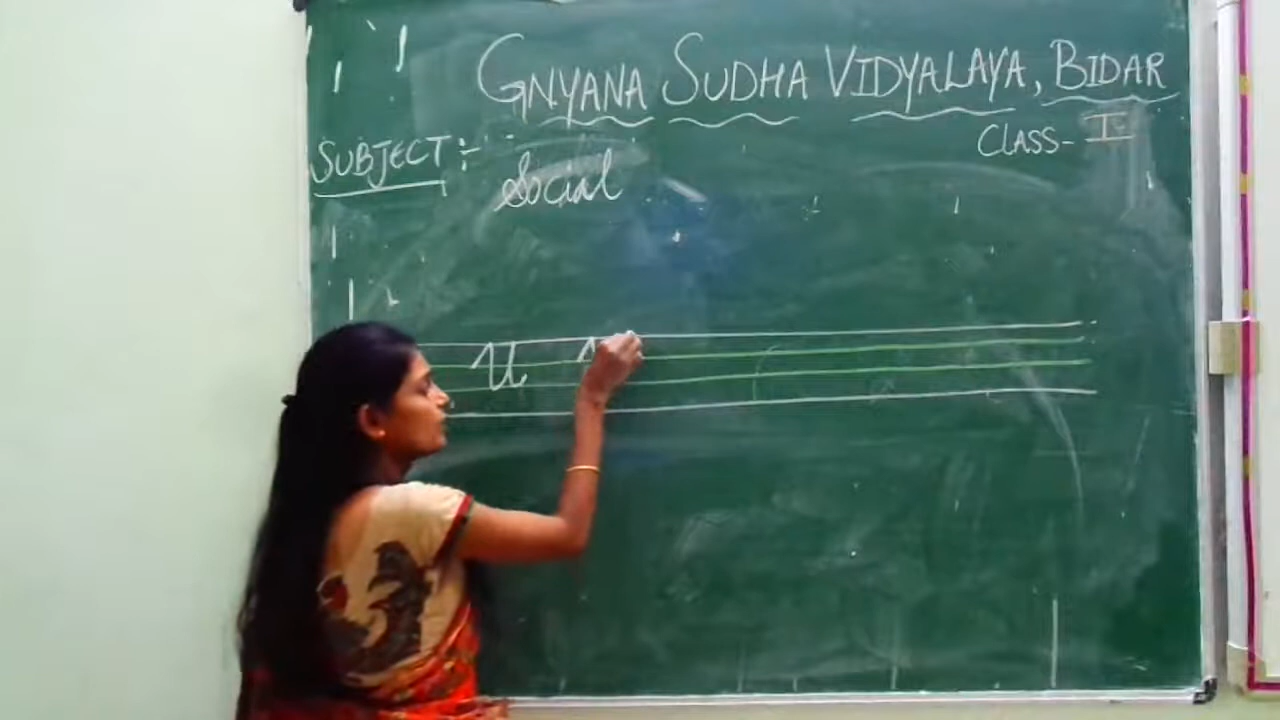 GNYANA SUDHA VIDYALAYA, BIDAR
CLASS- I
SUBJECT :- Social
U